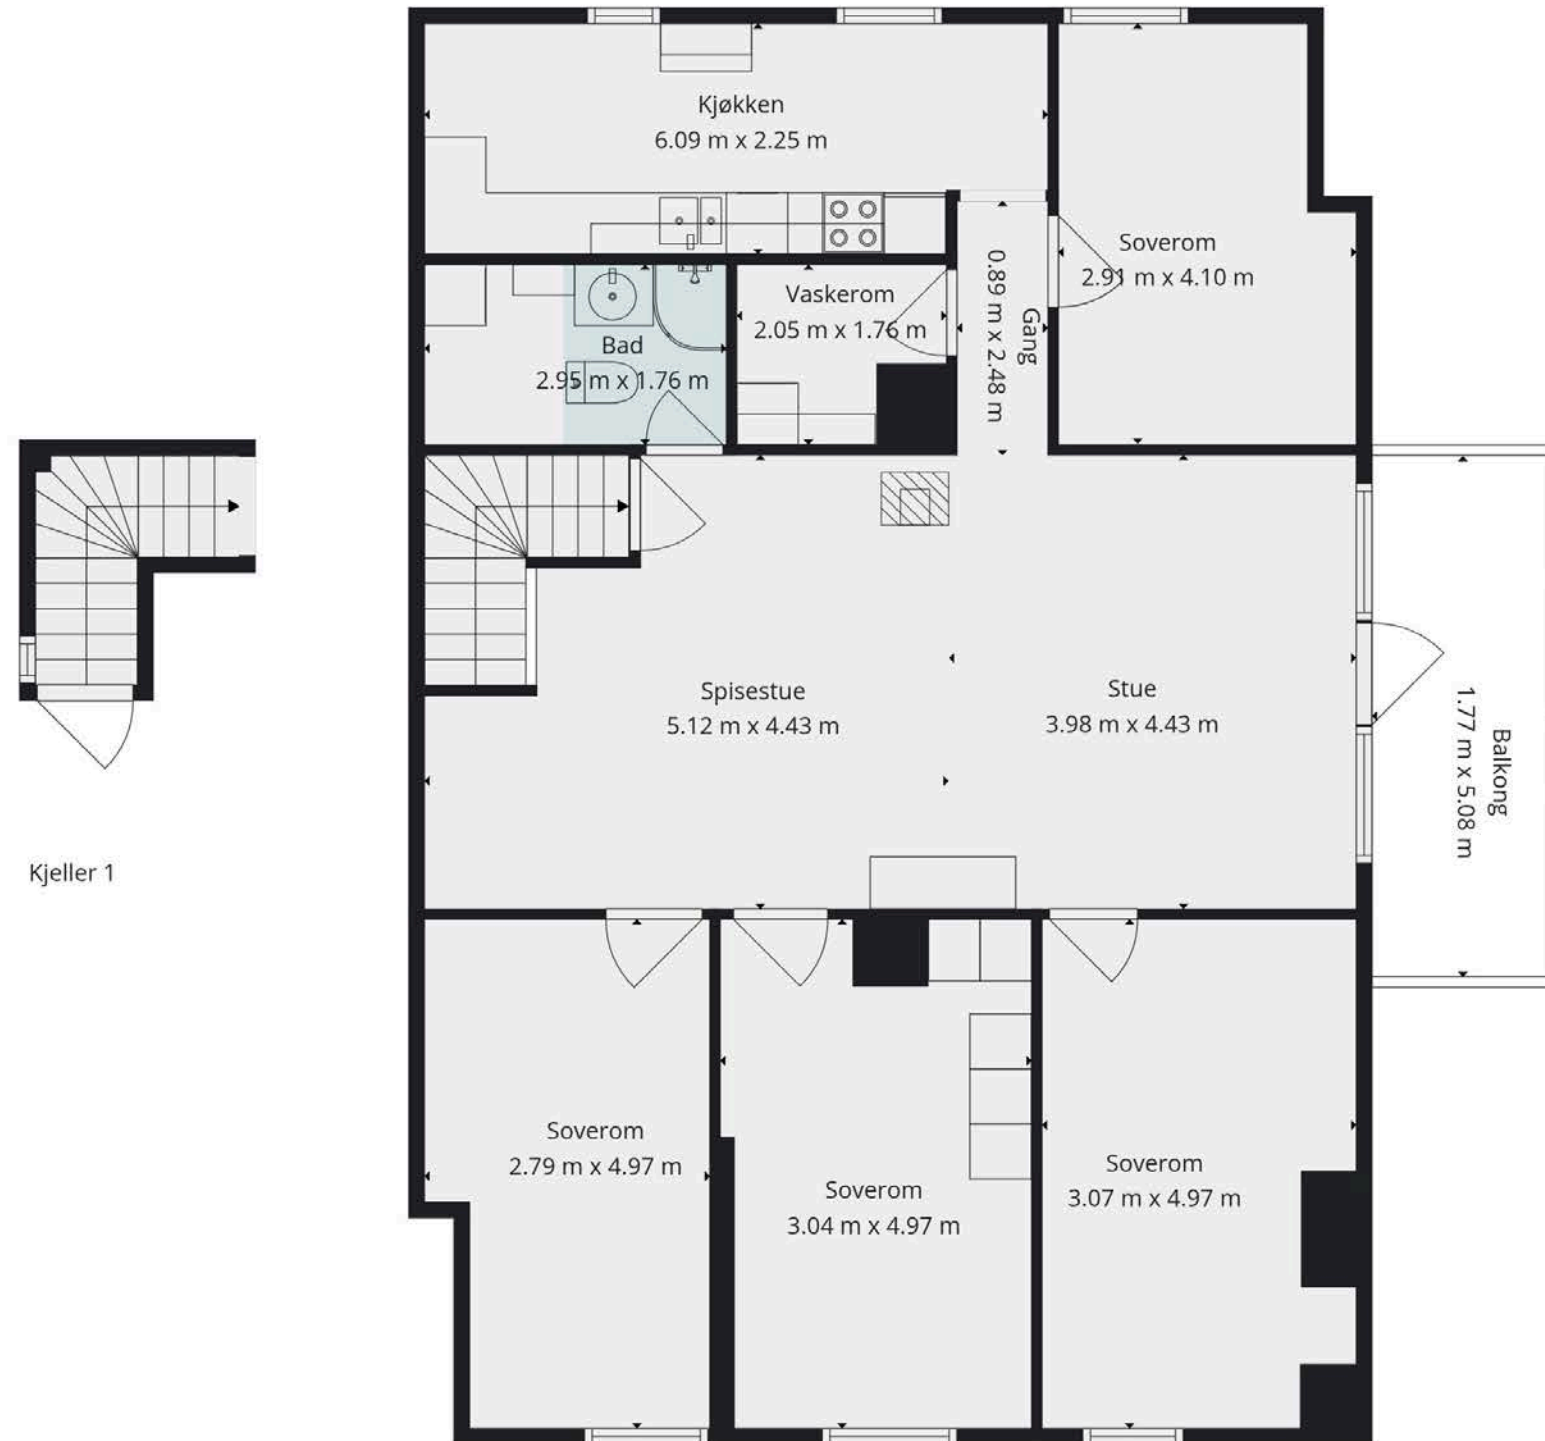 Kjøkken
6.09 m x 2.25 m
Soverom
2.91 m x 4.10 m
Vaskerom
2.05 m x 1.76 m
Gang
0.89 m x 2.48 m
Bad
2.95 m x 1.76 m
Spisestue
5.12 m x 4.43 m
Stue
3.98 m x 4.43 m
Balkong
1.77 m x 5.08 m
Kjeller 1
Soverom
2.79 m x 4.97 m
Soverom
3.04 m x 4.97 m
Soverom
3.07 m x 4.97 m